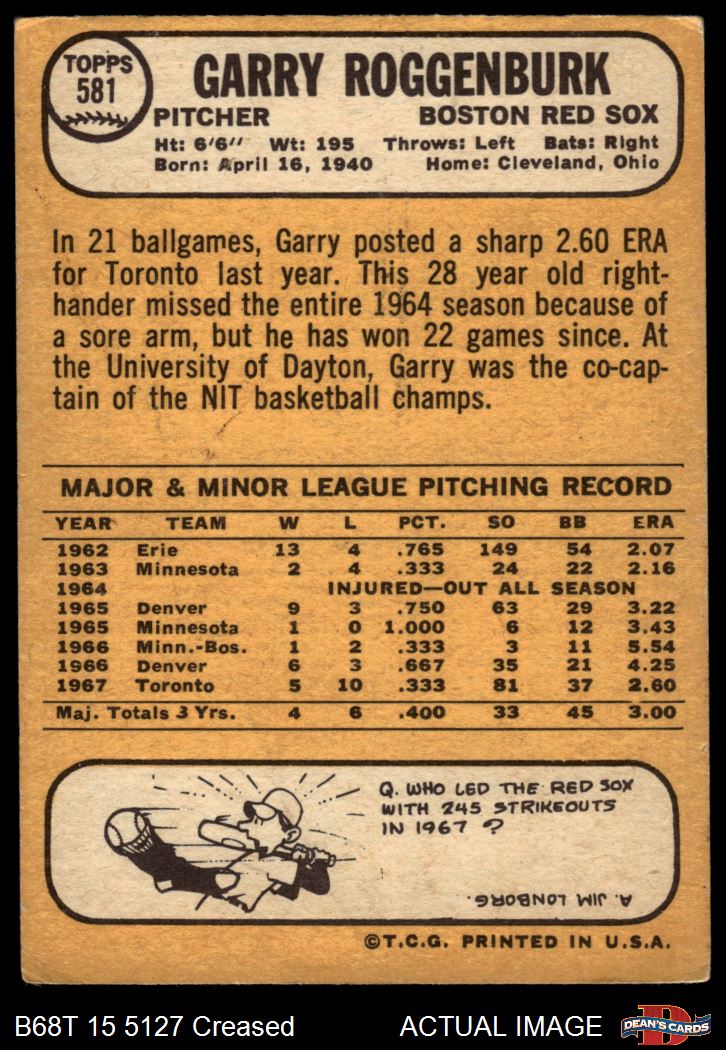 TOPPS
581
GARRY ROGGENBURK
PITCHER BOSTON RED SOX
Ht: 6'6" Wt: 195 Throws: Left Bats: Right
Born: April 16, 1940 Home: Cleveland, Ohio
In 21 ballgames, Garry posted a sharp 2.60 ERA
for Toronto last year. This 28 year old right-
hander missed the entire 1964 season because of
a sore arm, but he has won 22 games since. At
the University of Dayton, Garry was the co-cap-
tain of the NIT basketball champs.
MAJOR & MINOR LEAGUE PITCHING RECORD
YEAR TEAM W L PCT. SO BB ERA
1962 Erie 13 4 .765 149 54 2.07
1963 Minnesota 2 4 .333 24 22 2.16
1964 INJURED—OUT ALL SEASON
1965 Denver 9 3 .750 63 29 3.22
1965 Minnesota 1 0 1.000 6 12 3.43
1966 Minn.-Bos. 1 2 .333 3 11 5.54
1966 Denver 6 3 .667 35 21 4.25
1967 Toronto 5 10 .333 81 37 2.60
Maj. Totals 3 Yrs. 4 6 .400 33 45 3.00
Q. WHO LED THE RED SOX
WITH 245 STRIKEOUTS
IN 1967 ?
A. JIM LONBORG.
©T.C.G. PRINTED IN U.S.A.
B68T 15 5127 Creased ACTUAL IMAGE
DEAN'S CARDS